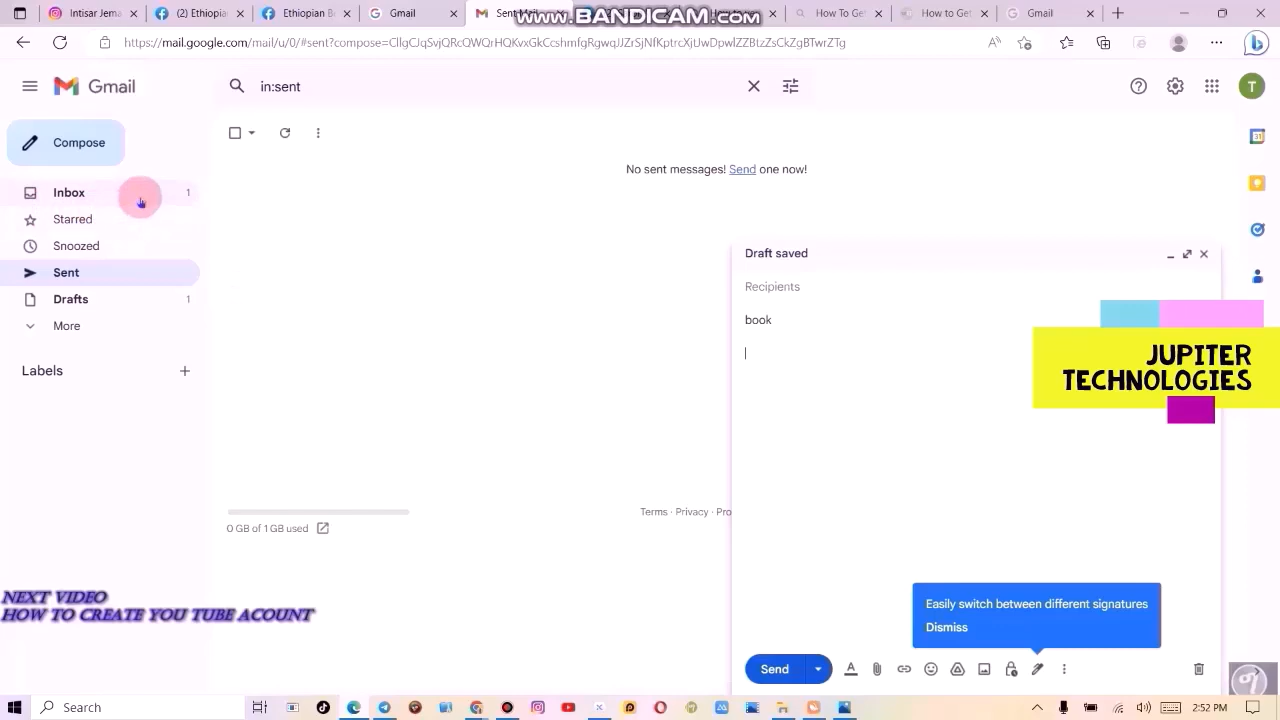 Intisar Jema
(2) Ethiopia
Ethiopian B
Gmail
Sent Mail
How To Ge
How to Get
Gmail
www.BANDICAM.com
https://mail.google.com/mail/u/0/#sent?compose=CllgCJqSvjQRcQWQrHQKvxGkCcshmfgRgwqJJZrSjNfKptrcXjtJwDpwlZZBtzZsCkZgBTwrZTg
Gmail
in:sent
T
Compose
No sent messages! Send one now!
Inbox
1
Starred
Snoozed
Sent
Drafts
1
More
Labels
Draft saved
Recipients
book
JUPITER
TECHNOLOGIES
Terms · Privacy · Pro
0 GB of 1 GB used
NEXT VIDEO
HOW TO CREATE YOU TUBE ACOUNT
Easily switch between different signatures
Dismiss
Send
Search
2:52 PM